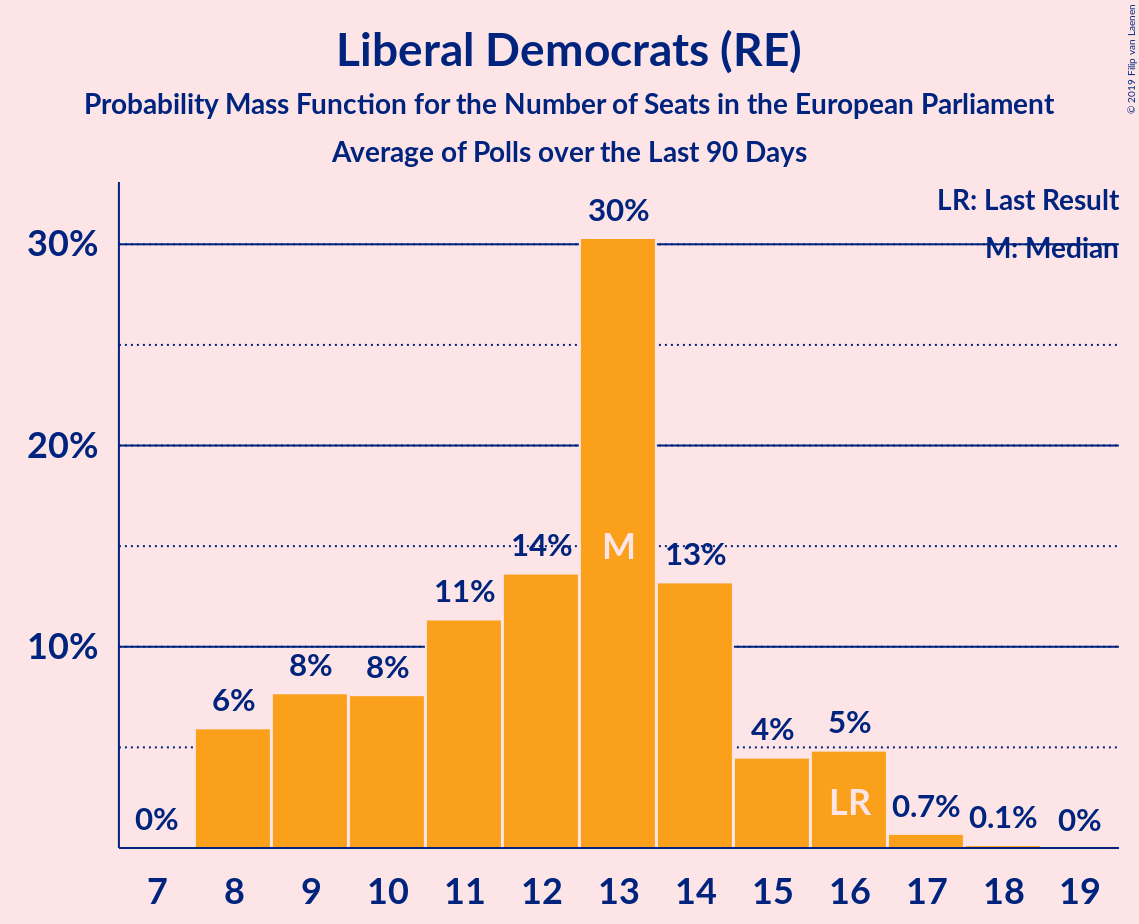 Liberal Democrats (RE)
Probability Mass Function for the Number of Seats in the European Parliament
Average of Polls over the Last 90 Days
© 2019 Filip van Laenen
LR: Last Result
M: Median
30%
20%
10%
0%
6%
8%
8%
11%
14%
30%
13%
4%
5%
0.7%
0.1%
0%
M
LR
7 8 9 10 11 12 13 14 15 16 17 18 19